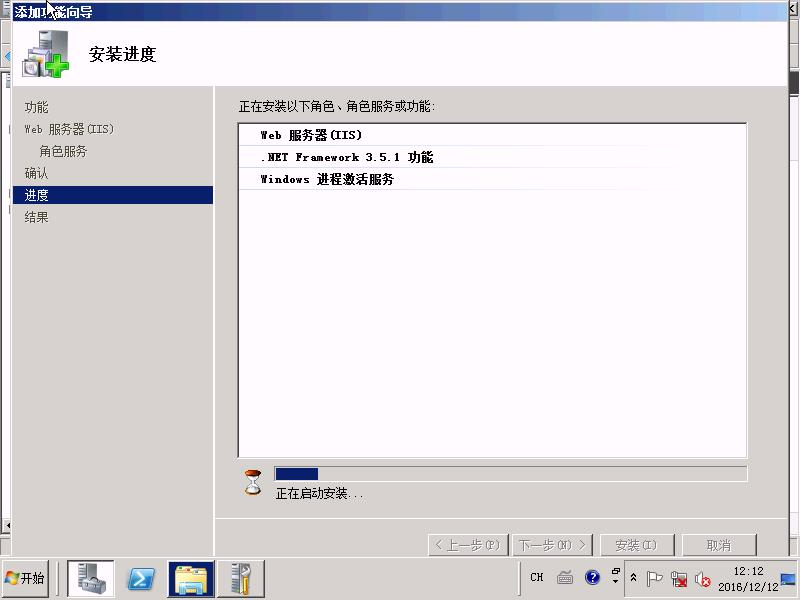 添加功能向导
安装进度
功能
Web 服务器(IIS)
角色服务
确认
进度
结果
正在安装以下角色、角色服务或功能:
Web 服务器(IIS)
.NET Framework 3.5.1 功能
Windows 进程激活服务
正在启动安装...
< 上一步(P)
下一步(N) >
安装(I)
取消
开始
CH
12:12
2016/12/12